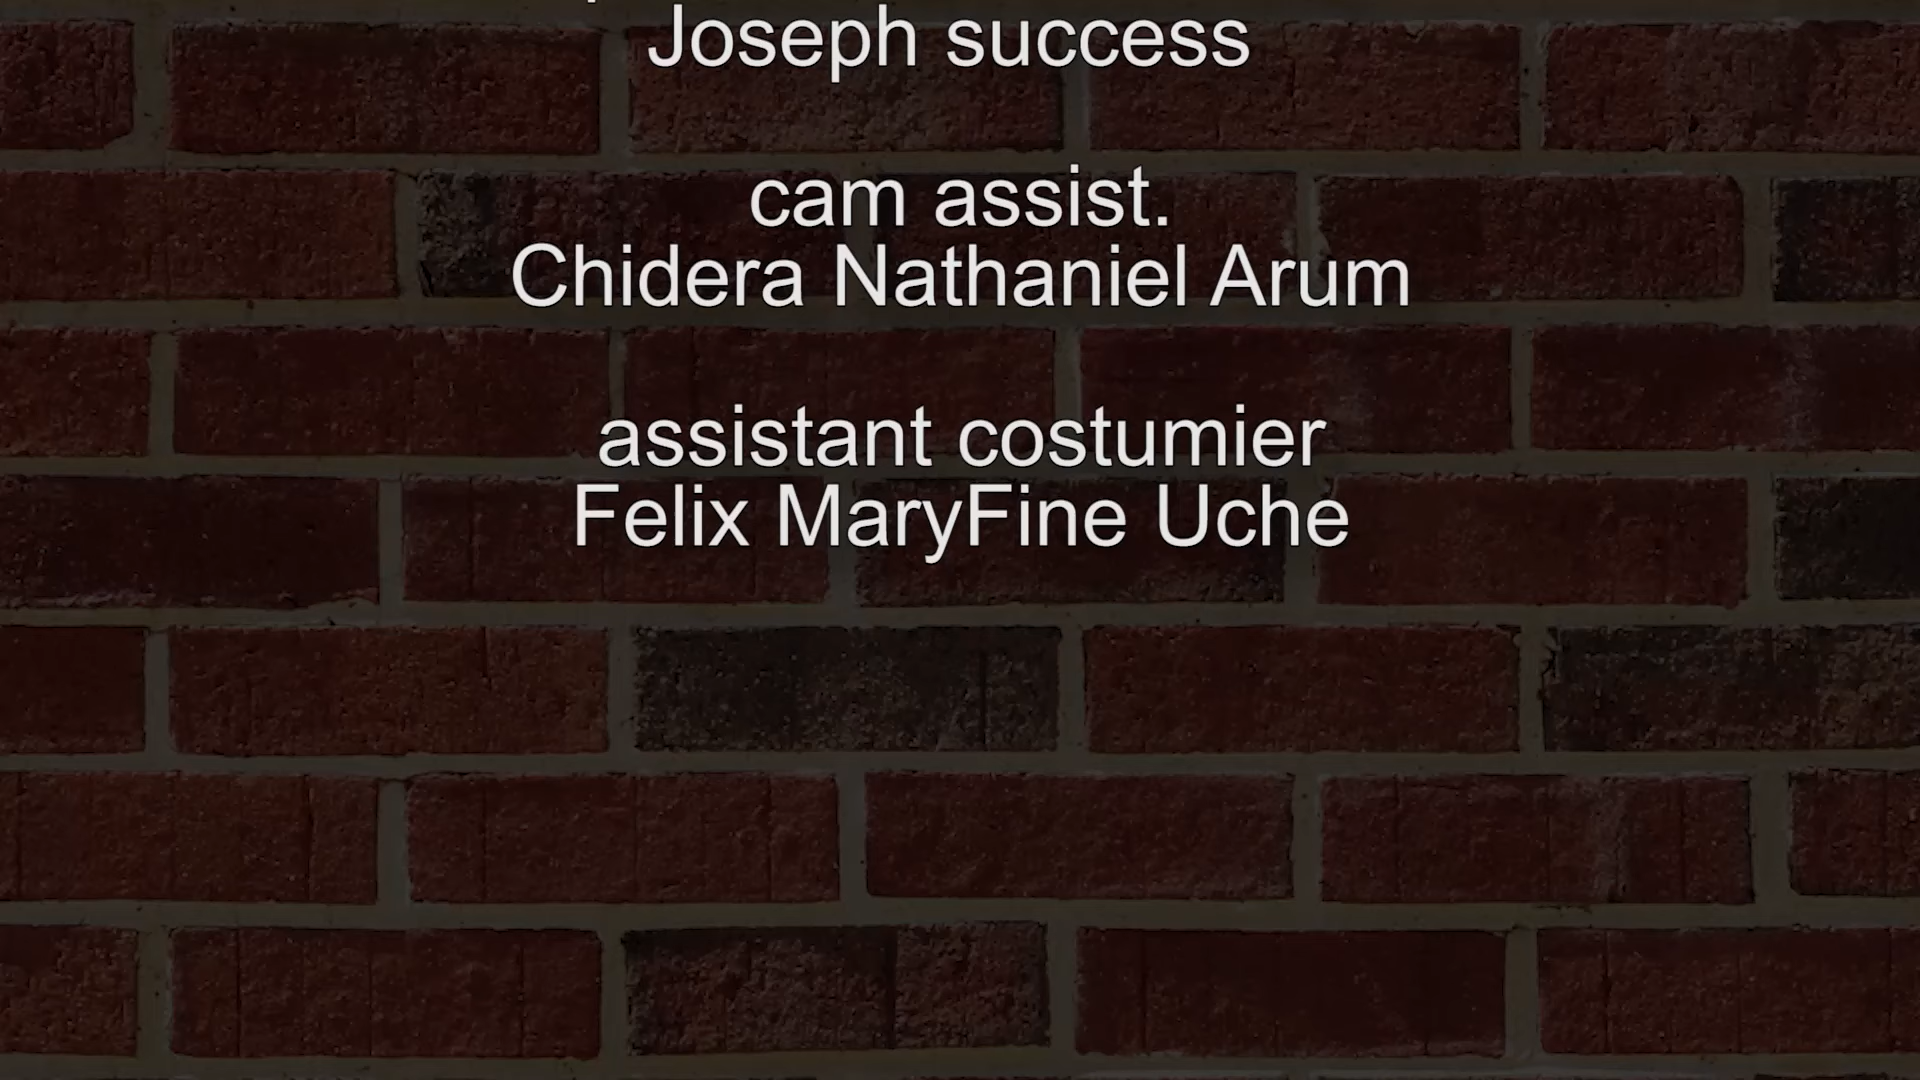 Joseph success
cam assist.
Chidera Nathaniel Arum
assistant costumier
Felix MaryFine Uche